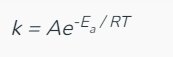 k = Ae^-Eₐ / RT